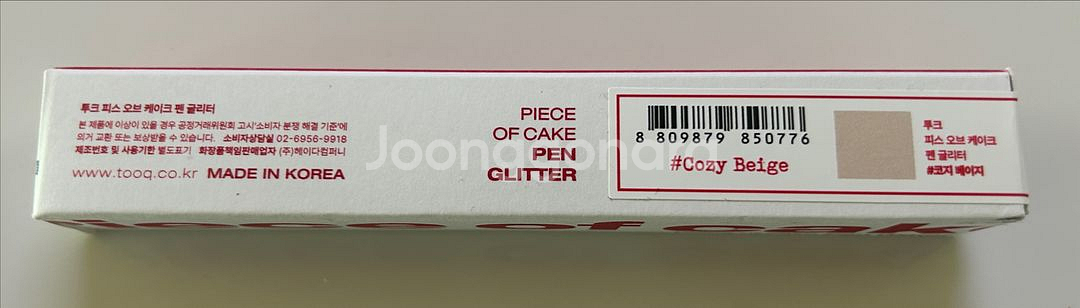 투크 피스 오브 케이크 펜 글리터
본 제품에 이상이 있을 경우 공정거래위원회 고시'소비자 분쟁 해결 기준'에
의거 교환 또는 보상받을 수 있습니다. 소비자상담실 02-6956-9918
제조번호 및 사용기한 별도표기 화장품책임판매업자 (주)헤이다컴퍼니
www.tooq.co.kr MADE IN KOREA
PIECE
OF CAKE
PEN
GLITTER
8 809879 850776
#Cozy Beige
투크
피스 오브 케이크
펜 글리터
#코지 베이지
Joonggonara